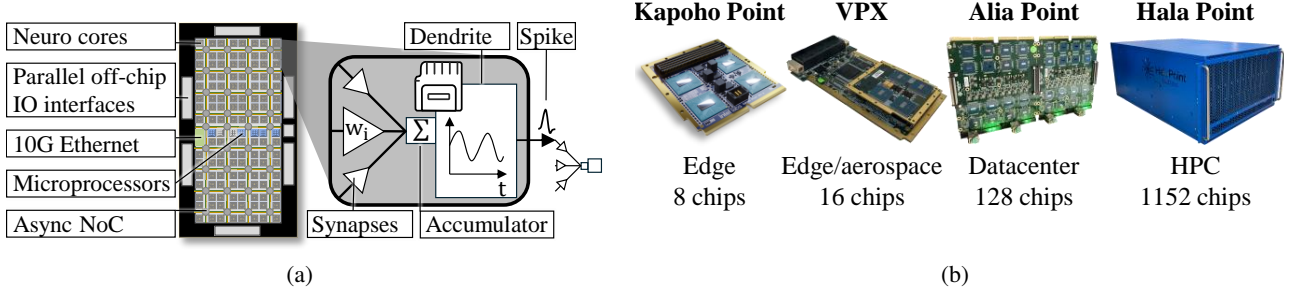 Neuro cores
Parallel off-chip
IO interfaces
10G Ethernet
Microprocessors
Async NoC
Dendrite
Spike
w_i
Σ
t
Synapses
Accumulator
(a)
Kapoho Point
VPX
Alia Point
Hala Point
Edge
8 chips
Edge/aerospace
16 chips
Datacenter
128 chips
HPC
1152 chips
(b)